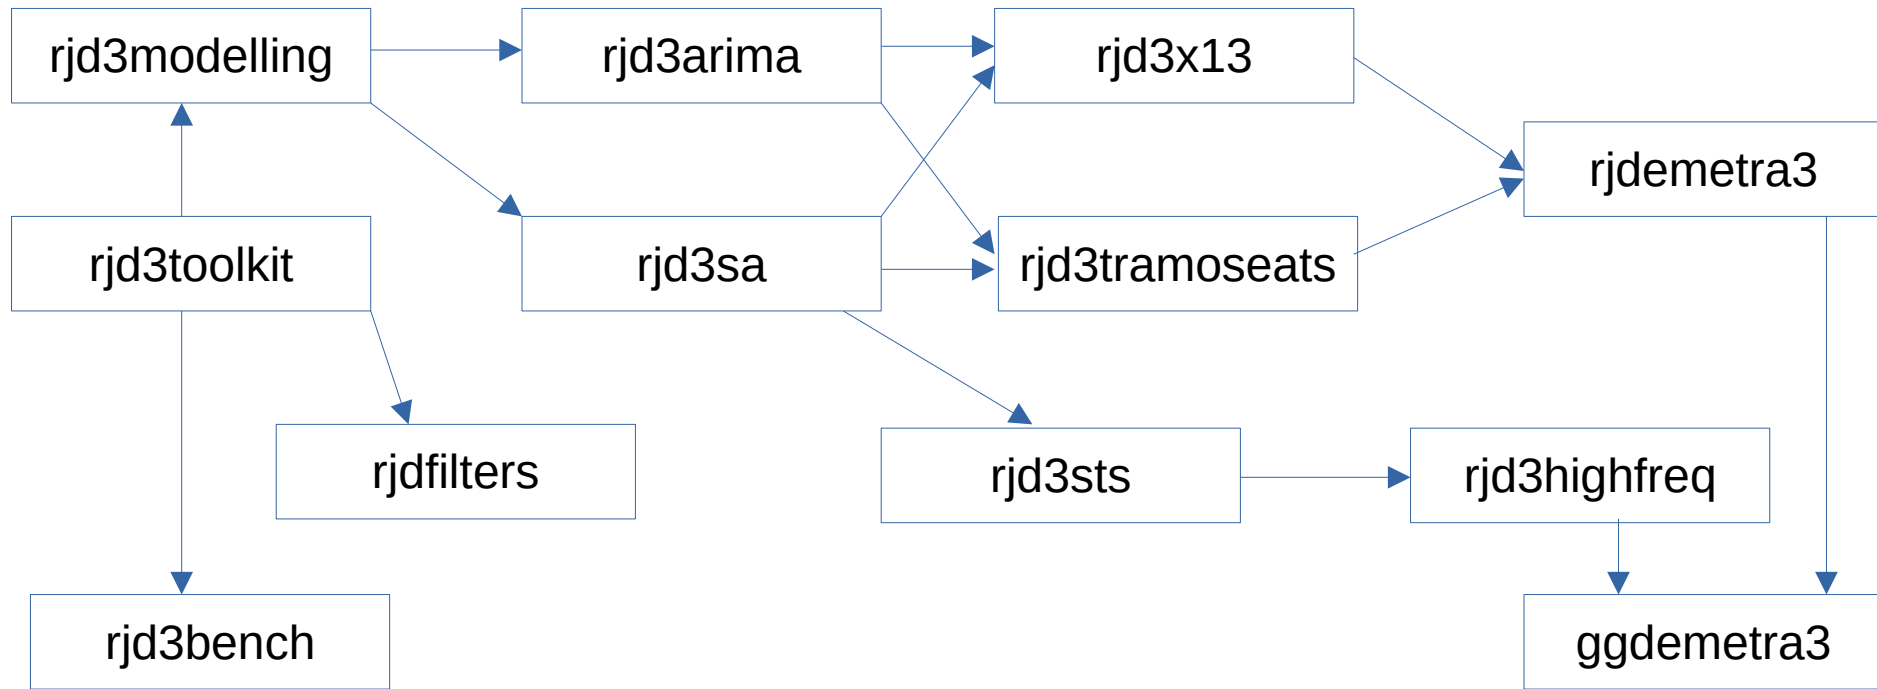 rjd3modelling
rjd3arima
rjd3x13
rjdemetra3
rjd3toolkit
rjd3sa
rjd3tramoseats
rjdfilters
rjd3sts
rjd3highfreq
rjd3bench
ggdemetra3